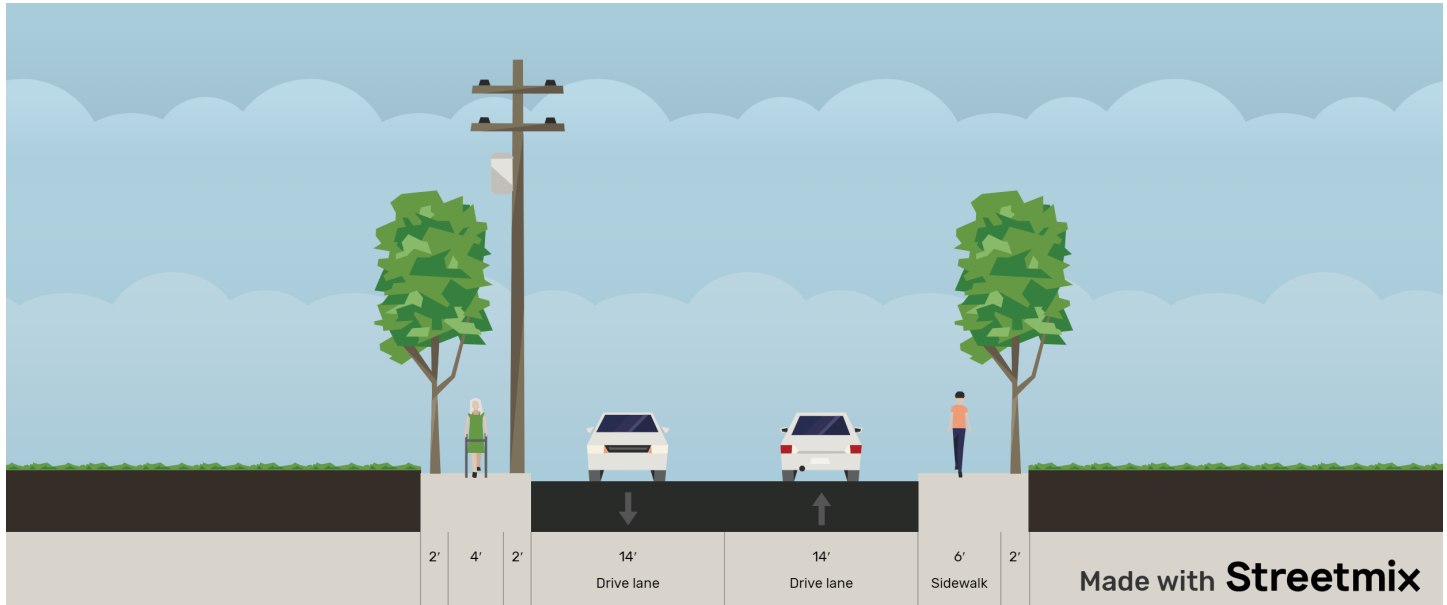 2′ 4′ 2′ 14′ 14′ 6′ 2′
Drive lane Drive lane Sidewalk
Made with Streetmix